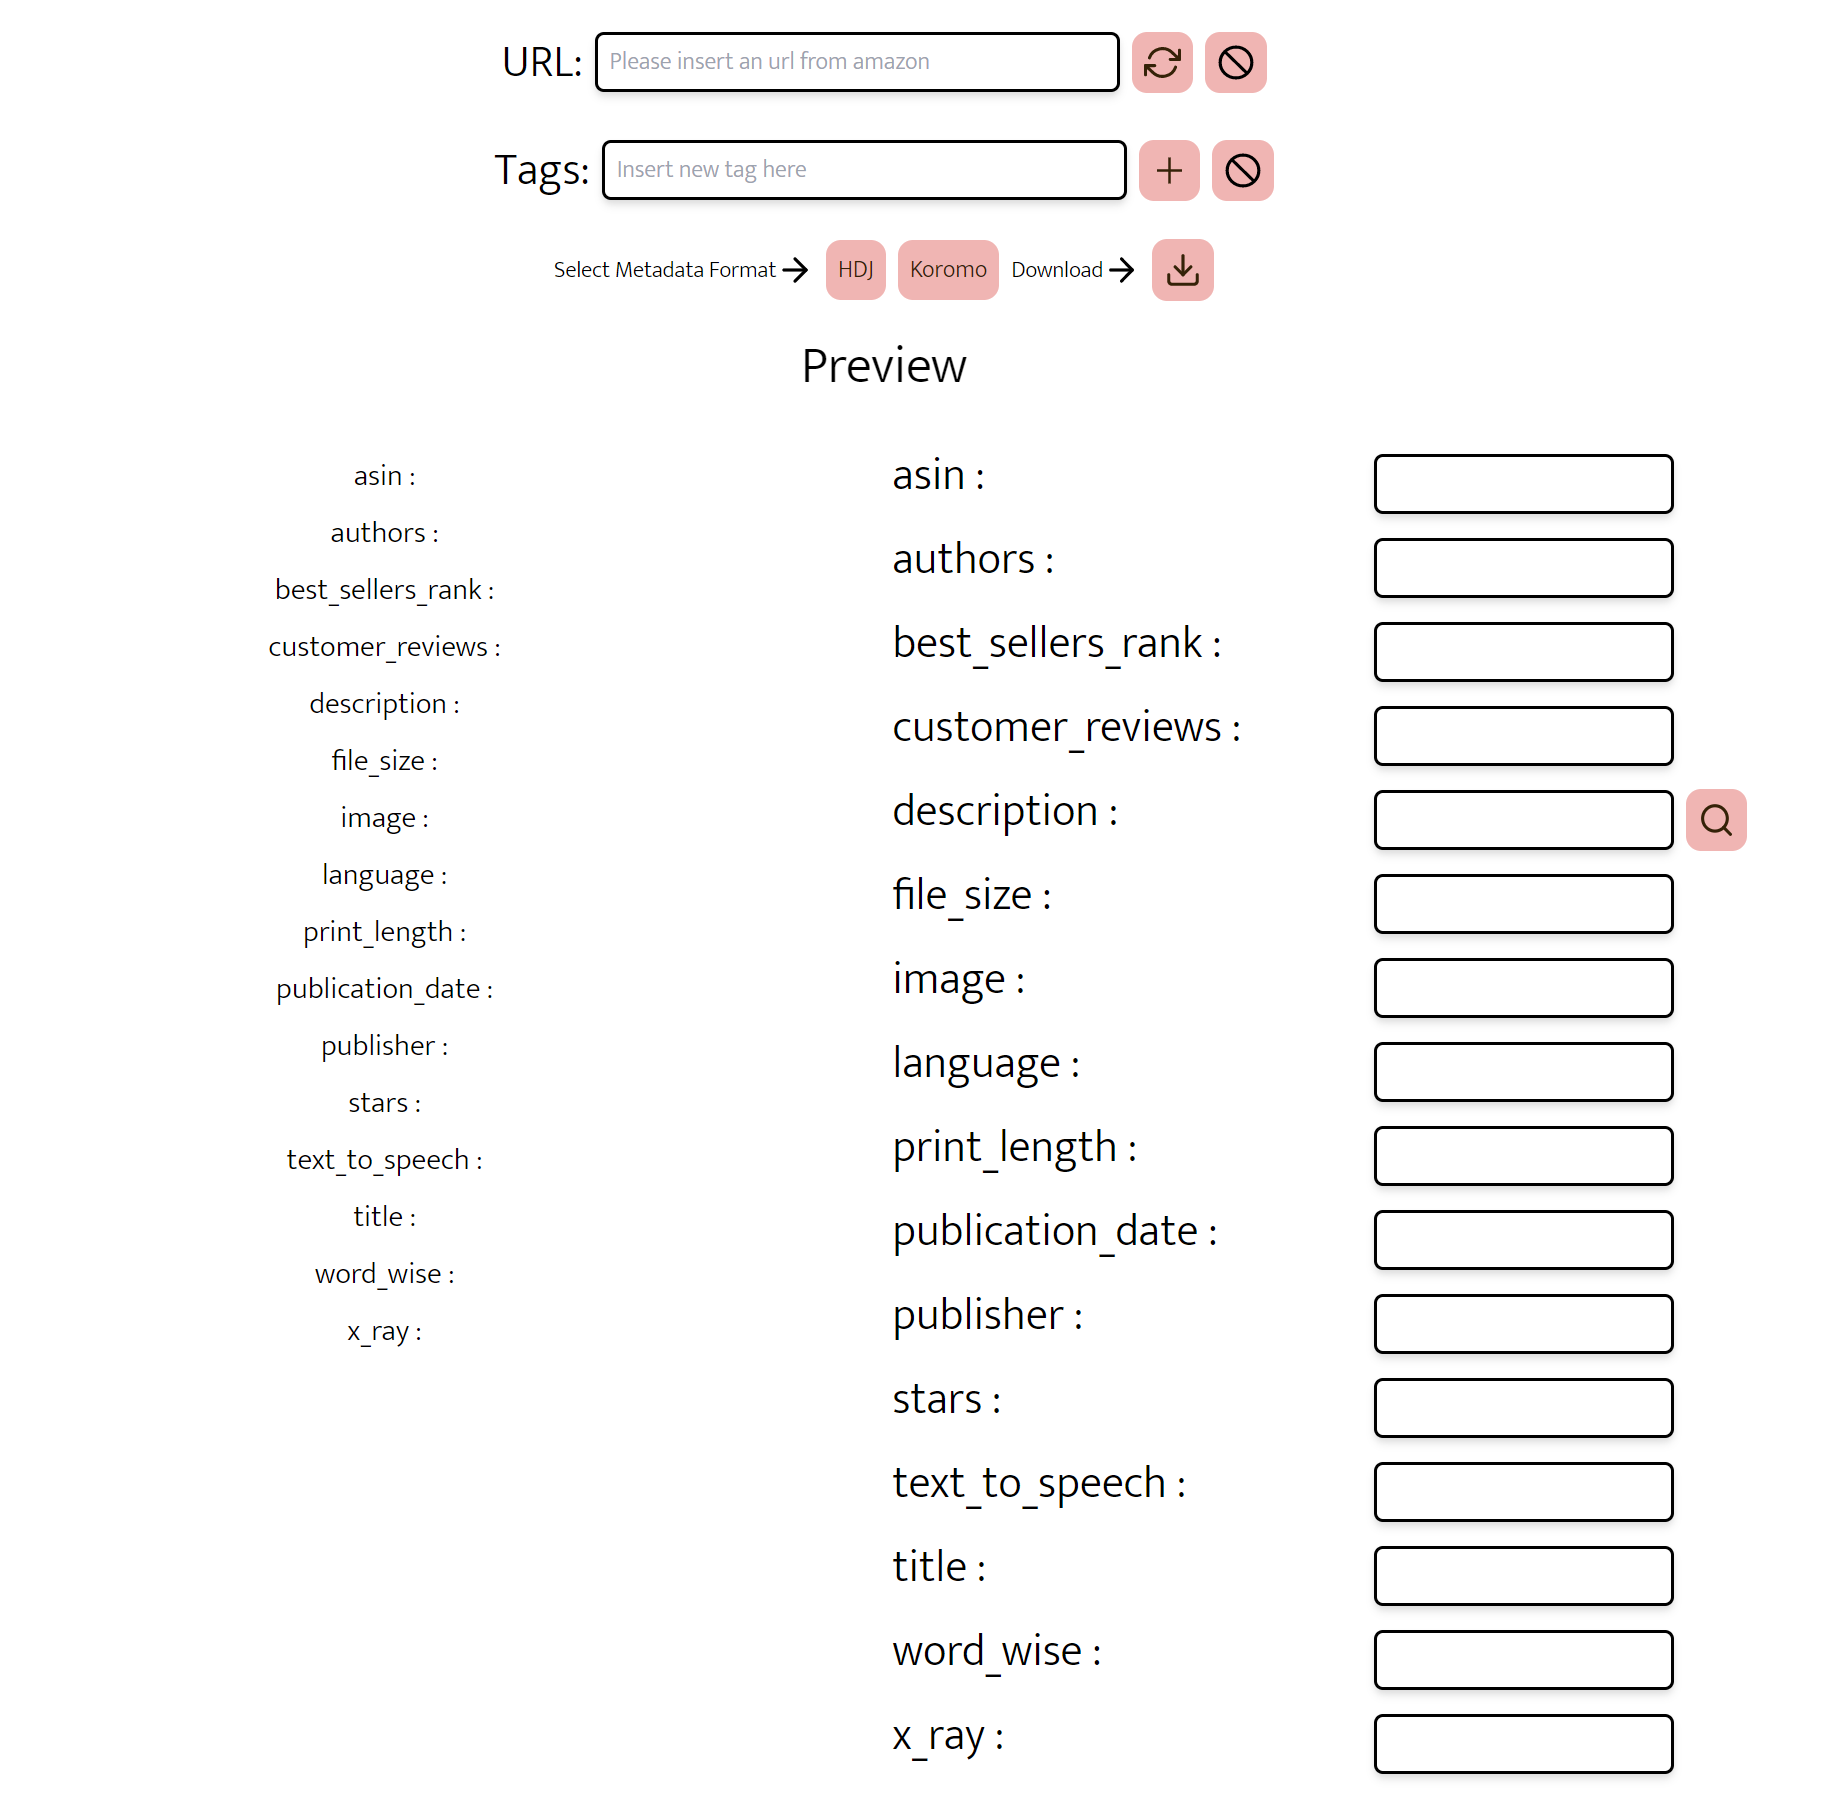 URL: Please insert an url from amazon
Tags: Insert new tag here
Select Metadata Format HDJ Koromo Download
Preview
asin :
authors :
best_sellers_rank :
customer_reviews :
description :
file_size :
image :
language :
print_length :
publication_date :
publisher :
stars :
text_to_speech :
title :
word_wise :
x_ray :
asin :
authors :
best_sellers_rank :
customer_reviews :
description :
file_size :
image :
language :
print_length :
publication_date :
publisher :
stars :
text_to_speech :
title :
word_wise :
x_ray :